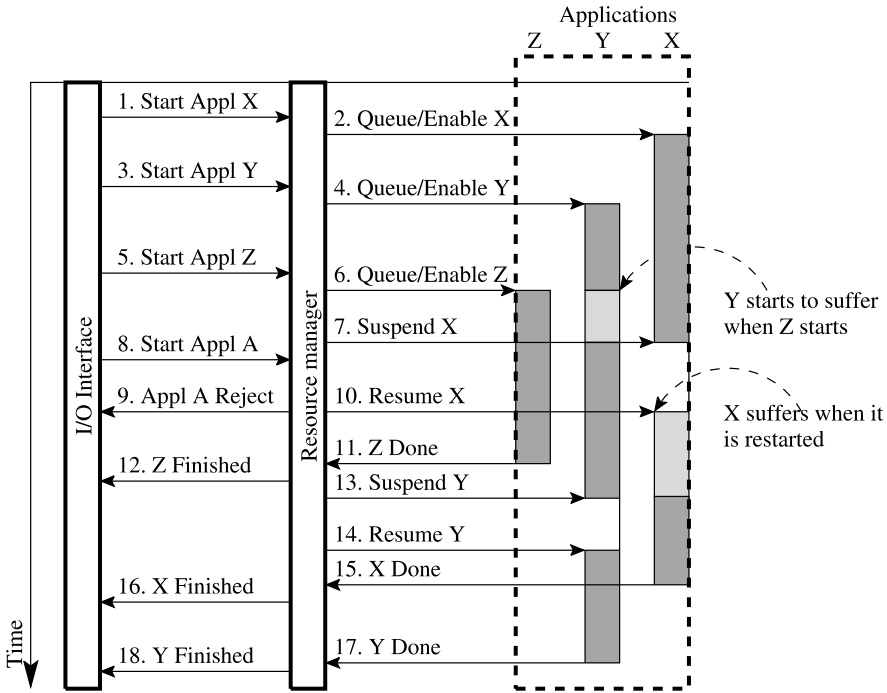 Applications
Z Y X
1. Start Appl X
2. Queue/Enable X
3. Start Appl Y
4. Queue/Enable Y
5. Start Appl Z
6. Queue/Enable Z
Y starts to suffer
when Z starts
7. Suspend X
8. Start Appl A
9. Appl A Reject
10. Resume X
X suffers when it
is restarted
11. Z Done
12. Z Finished
13. Suspend Y
14. Resume Y
15. X Done
16. X Finished
17. Y Done
18. Y Finished
I/O Interface
Resource manager
Time